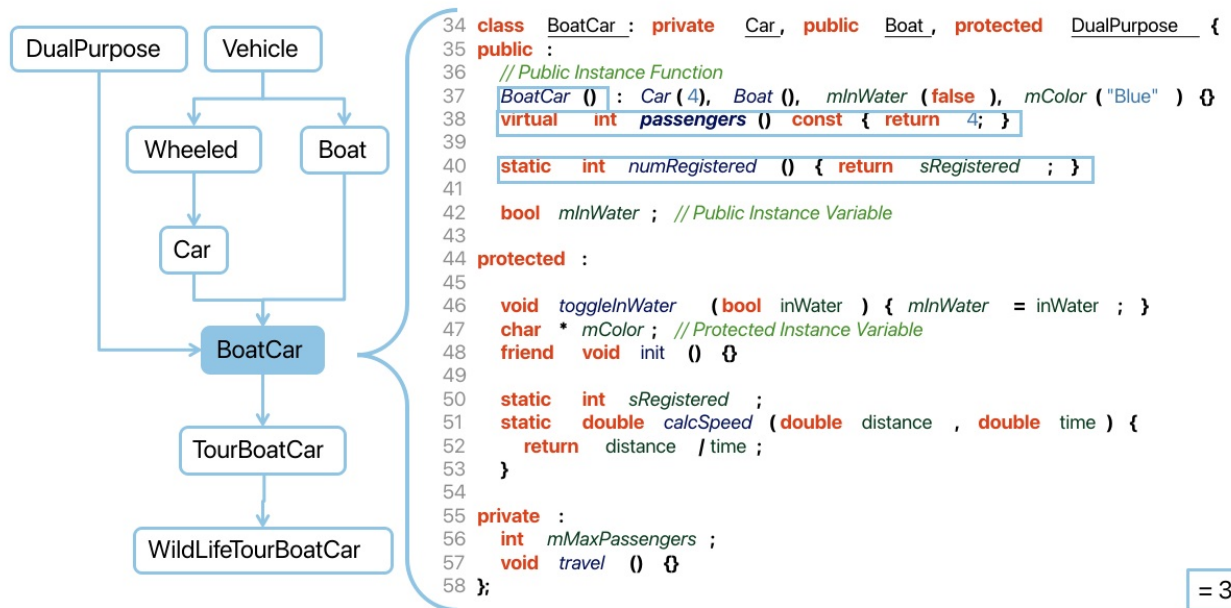 DualPurpose
Vehicle
Wheeled
Boat
Car
BoatCar
TourBoatCar
WildLifeTourBoatCar
34 class BoatCar : private Car, public Boat, protected DualPurpose {
35 public :
36 // Public Instance Function
37 BoatCar () : Car ( 4), Boat (), mInWater ( false ), mColor ( "Blue" ) {}
38 virtual int passengers () const { return 4; }
39
40 static int numRegistered () { return sRegistered ; }
41
42 bool mInWater ; // Public Instance Variable
43
44 protected :
45
46 void toggleInWater ( bool inWater ) { mInWater = inWater ; }
47 char * mColor ; // Protected Instance Variable
48 friend void init () {}
49
50 static int sRegistered ;
51 static double calcSpeed ( double distance , double time ) {
52 return distance / time ;
53 }
54
55 private :
56 int mMaxPassengers ;
57 void travel () {}
58 };
= 3